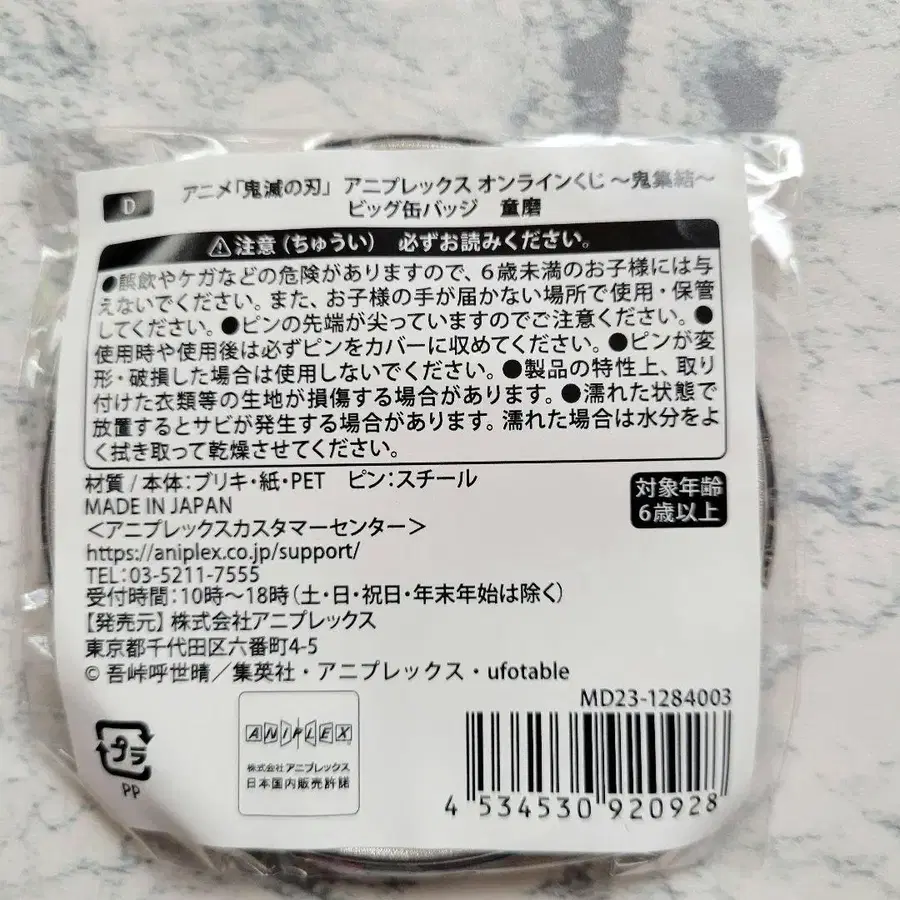 D
アニメ「鬼滅の刃」 アニプレックス オンラインくじ ～鬼集結～
ビッグ缶バッジ 童磨
注意（ちゅうい） 必ずお読みください。
●誤飲やケガなどの危険がありますので、6歳未満のお子様には与
えないでください。また、お子様の手が届かない場所で使用・保管
してください。●ピンの先端が尖っていますのでご注意ください。●
使用時や使用後は必ずピンをカバーに収めてください。●ピンが変
形・破損した場合は使用しないでください。●製品の特性上、取り
付けた衣類等の生地が損傷する場合があります。●濡れた状態で
放置するとサビが発生する場合があります。濡れた場合は水分をよ
く拭き取って乾燥させてください。
材質 / 本体：ブリキ・紙・PET ピン：スチール
MADE IN JAPAN
＜アニプレックスカスタマーセンター＞
https://aniplex.co.jp/support/
TEL：03-5211-7555
受付時間：10時～18時（土・日・祝日・年末年始は除く）
【発売元】株式会社アニプレックス
東京都千代田区六番町4-5
© 吾峠呼世晴／集英社・アニプレックス・ufotable
対象年齢
6歳以上
MD23-1284003
プラ
PP
ANIPLEX
株式会社アニプレックス
日本国内販売許諾
4 534530 920928